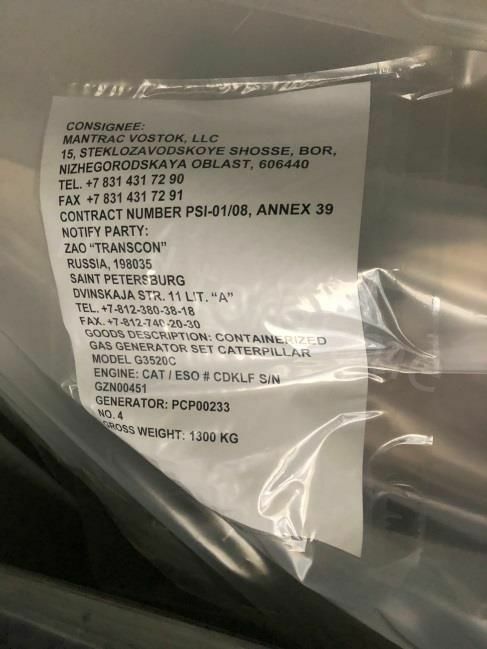 CONSIGNEE:
MANTRAC VOSTOK, LLC
15, STEKLOZAVODSKOYE SHOSSE, BOR,
NIZHEGORODSKAYA OBLAST, 606440
TEL. +7 831 431 72 90
FAX +7 831 431 72 91
CONTRACT NUMBER PSI-01/08, ANNEX 39
NOTIFY PARTY:
ZAO "TRANSCON"
RUSSIA, 198035
SAINT PETERSBURG
DVINSKAJA STR. 11 LIT. "A"
TEL. +7-812-380-38-18
FAX. +7-812-740-20-30
GOODS DESCRIPTION: CONTAINERIZED
GAS GENERATOR SET CATERPILLAR
MODEL G3520C
ENGINE: CAT / ESO # CDKLF S/N
GZN00451
GENERATOR: PCP00233
NO. 4
GROSS WEIGHT: 1300 KG